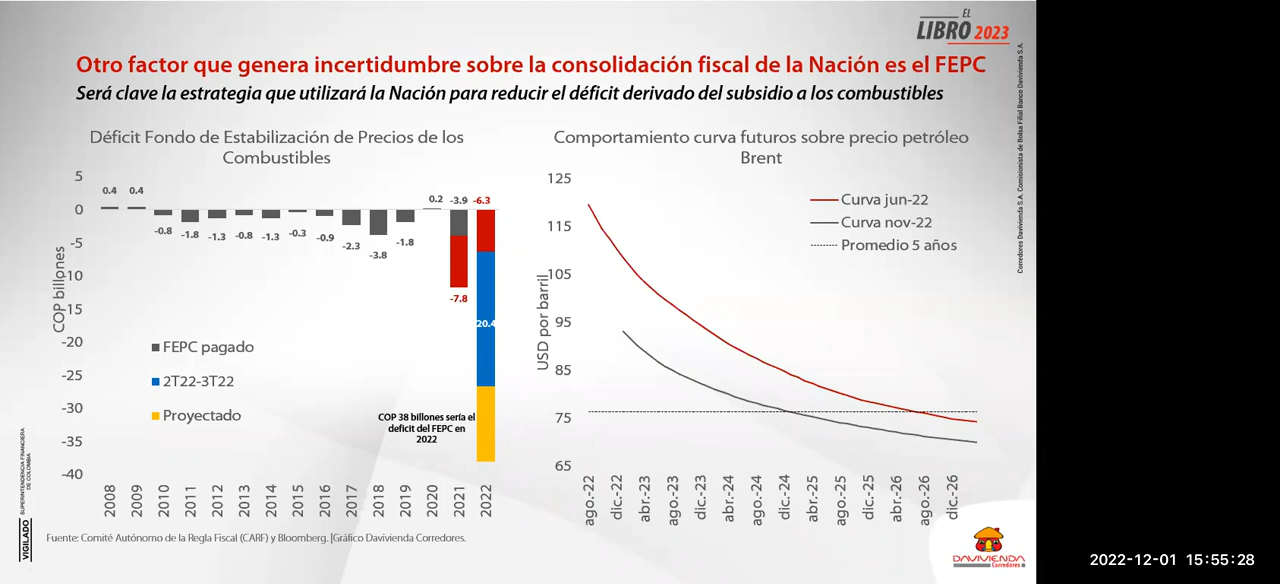 EL
LIBRO 2023
Otro factor que genera incertidumbre sobre la consolidación fiscal de la Nación es el FEPC
Será clave la estrategia que utilizará la Nación para reducir el déficit derivado del subsidio a los combustibles
Déficit Fondo de Estabilización de Precios de los
Combustibles
COP billones
5
0
-5
-10
-15
-20
-25
-30
-35
-40
0.4
0.4
-0.8
-1.8
-1.3
-0.8
-1.3
-0.3
-0.9
-2.3
-3.8
-1.8
0.2
-3.9
-6.3
-7.8
20.4
FEPC pagado
2T22-3T22
Proyectado
COP 38 billones sería el
deficit del FEPC en
2022
2008
2009
2010
2011
2012
2013
2014
2015
2016
2017
2018
2019
2020
2021
2022
Comportamiento curva futuros sobre precio petróleo
Brent
USD por barril
125
115
105
95
85
75
65
Curva jun-22
Curva nov-22
Promedio 5 años
ago.-22
dic.-22
abr.-23
ago.-23
dic.-23
abr.-24
ago.-24
dic.-24
abr.-25
ago.-25
dic.-25
abr.-26
ago.-26
dic.-26
Fuente: Comité Autónomo de la Regla Fiscal (CARF) y Bloomberg. |Gráfico Davivienda Corredores.
VIGILADO
SUPERINTENDENCIA FINANCIERA
DE COLOMBIA
Corredores Davivienda S.A. Comisionista de Bolsa Filial Banco Davivienda S.A.
DAVIVIENDA
Corredores
2022-12-01 15:55:28